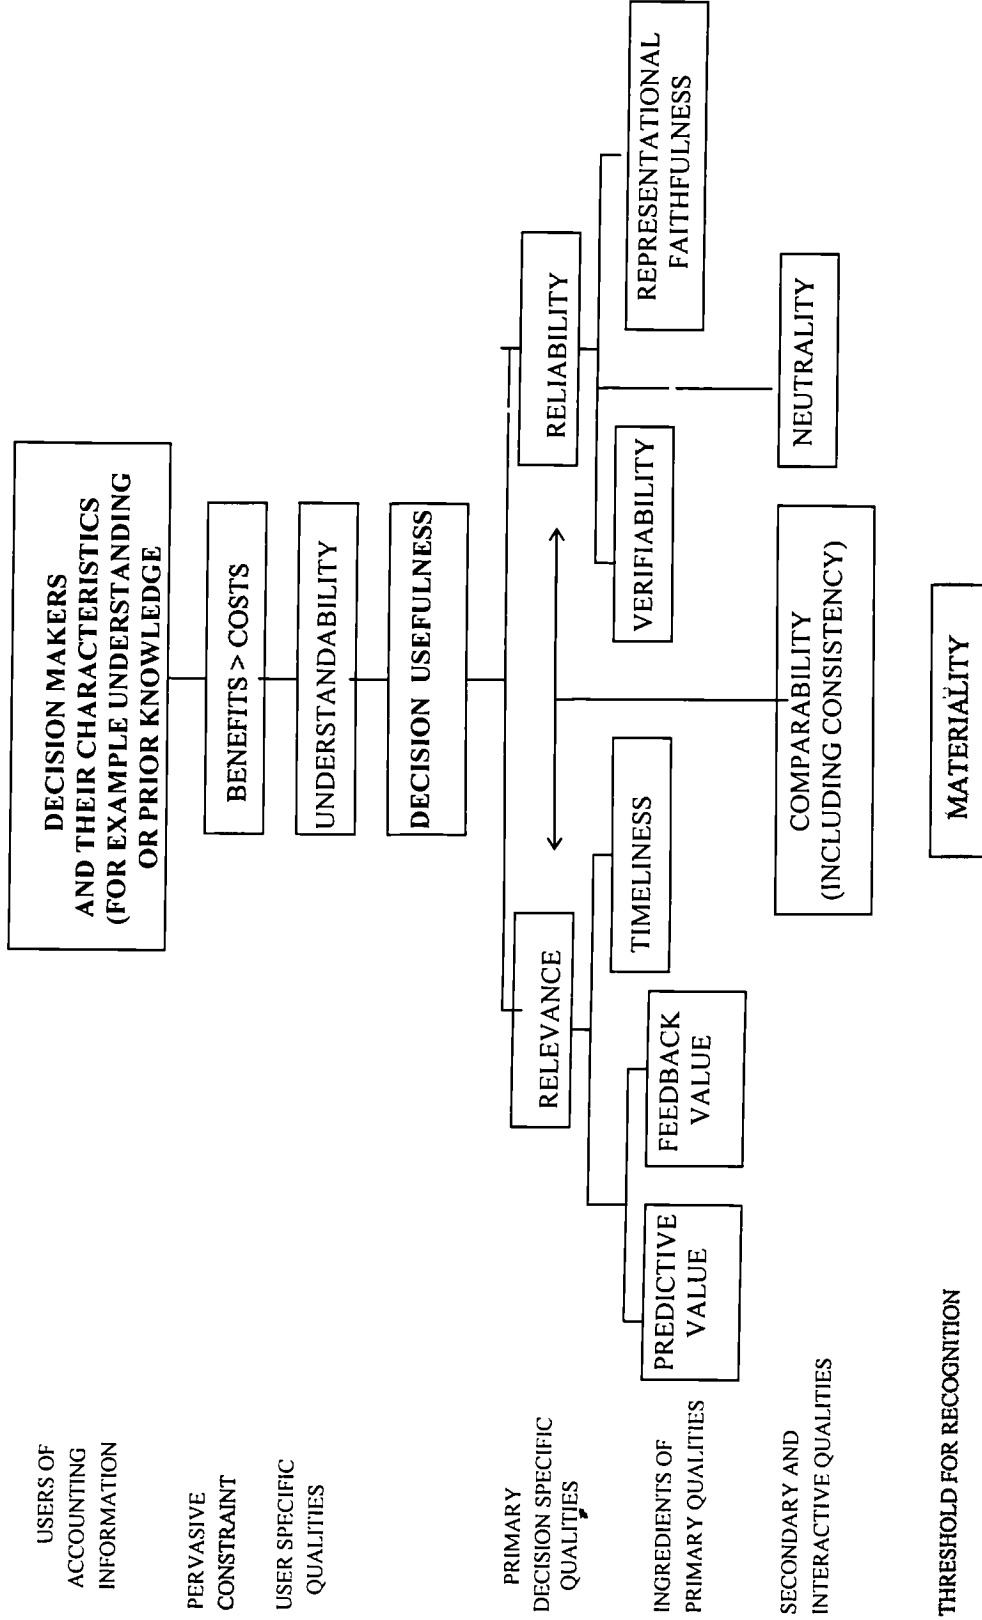 USERS OF
ACCOUNTING
INFORMATION
DECISION MAKERS
AND THEIR CHARACTERISTICS
(FOR EXAMPLE UNDERSTANDING
OR PRIOR KNOWLEDGE
PERVASIVE
CONSTRAINT
BENEFITS > COSTS
USER SPECIFIC
QUALITIES
UNDERSTANDABILITY
DECISION USEFULNESS
PRIMARY
DECISION SPECIFIC
QUALITIES
RELEVANCE
RELIABILITY
INGREDIENTS OF
PRIMARY QUALITIES
PREDICTIVE
VALUE
FEEDBACK
VALUE
TIMELINESS
VERIFIABILITY
REPRESENTATIONAL
FAITHFULNESS
SECONDARY AND
INTERACTIVE QUALITIES
COMPARABILITY
(INCLUDING CONSISTENCY)
NEUTRALITY
THRESHOLD FOR RECOGNITION
MATERIALITY